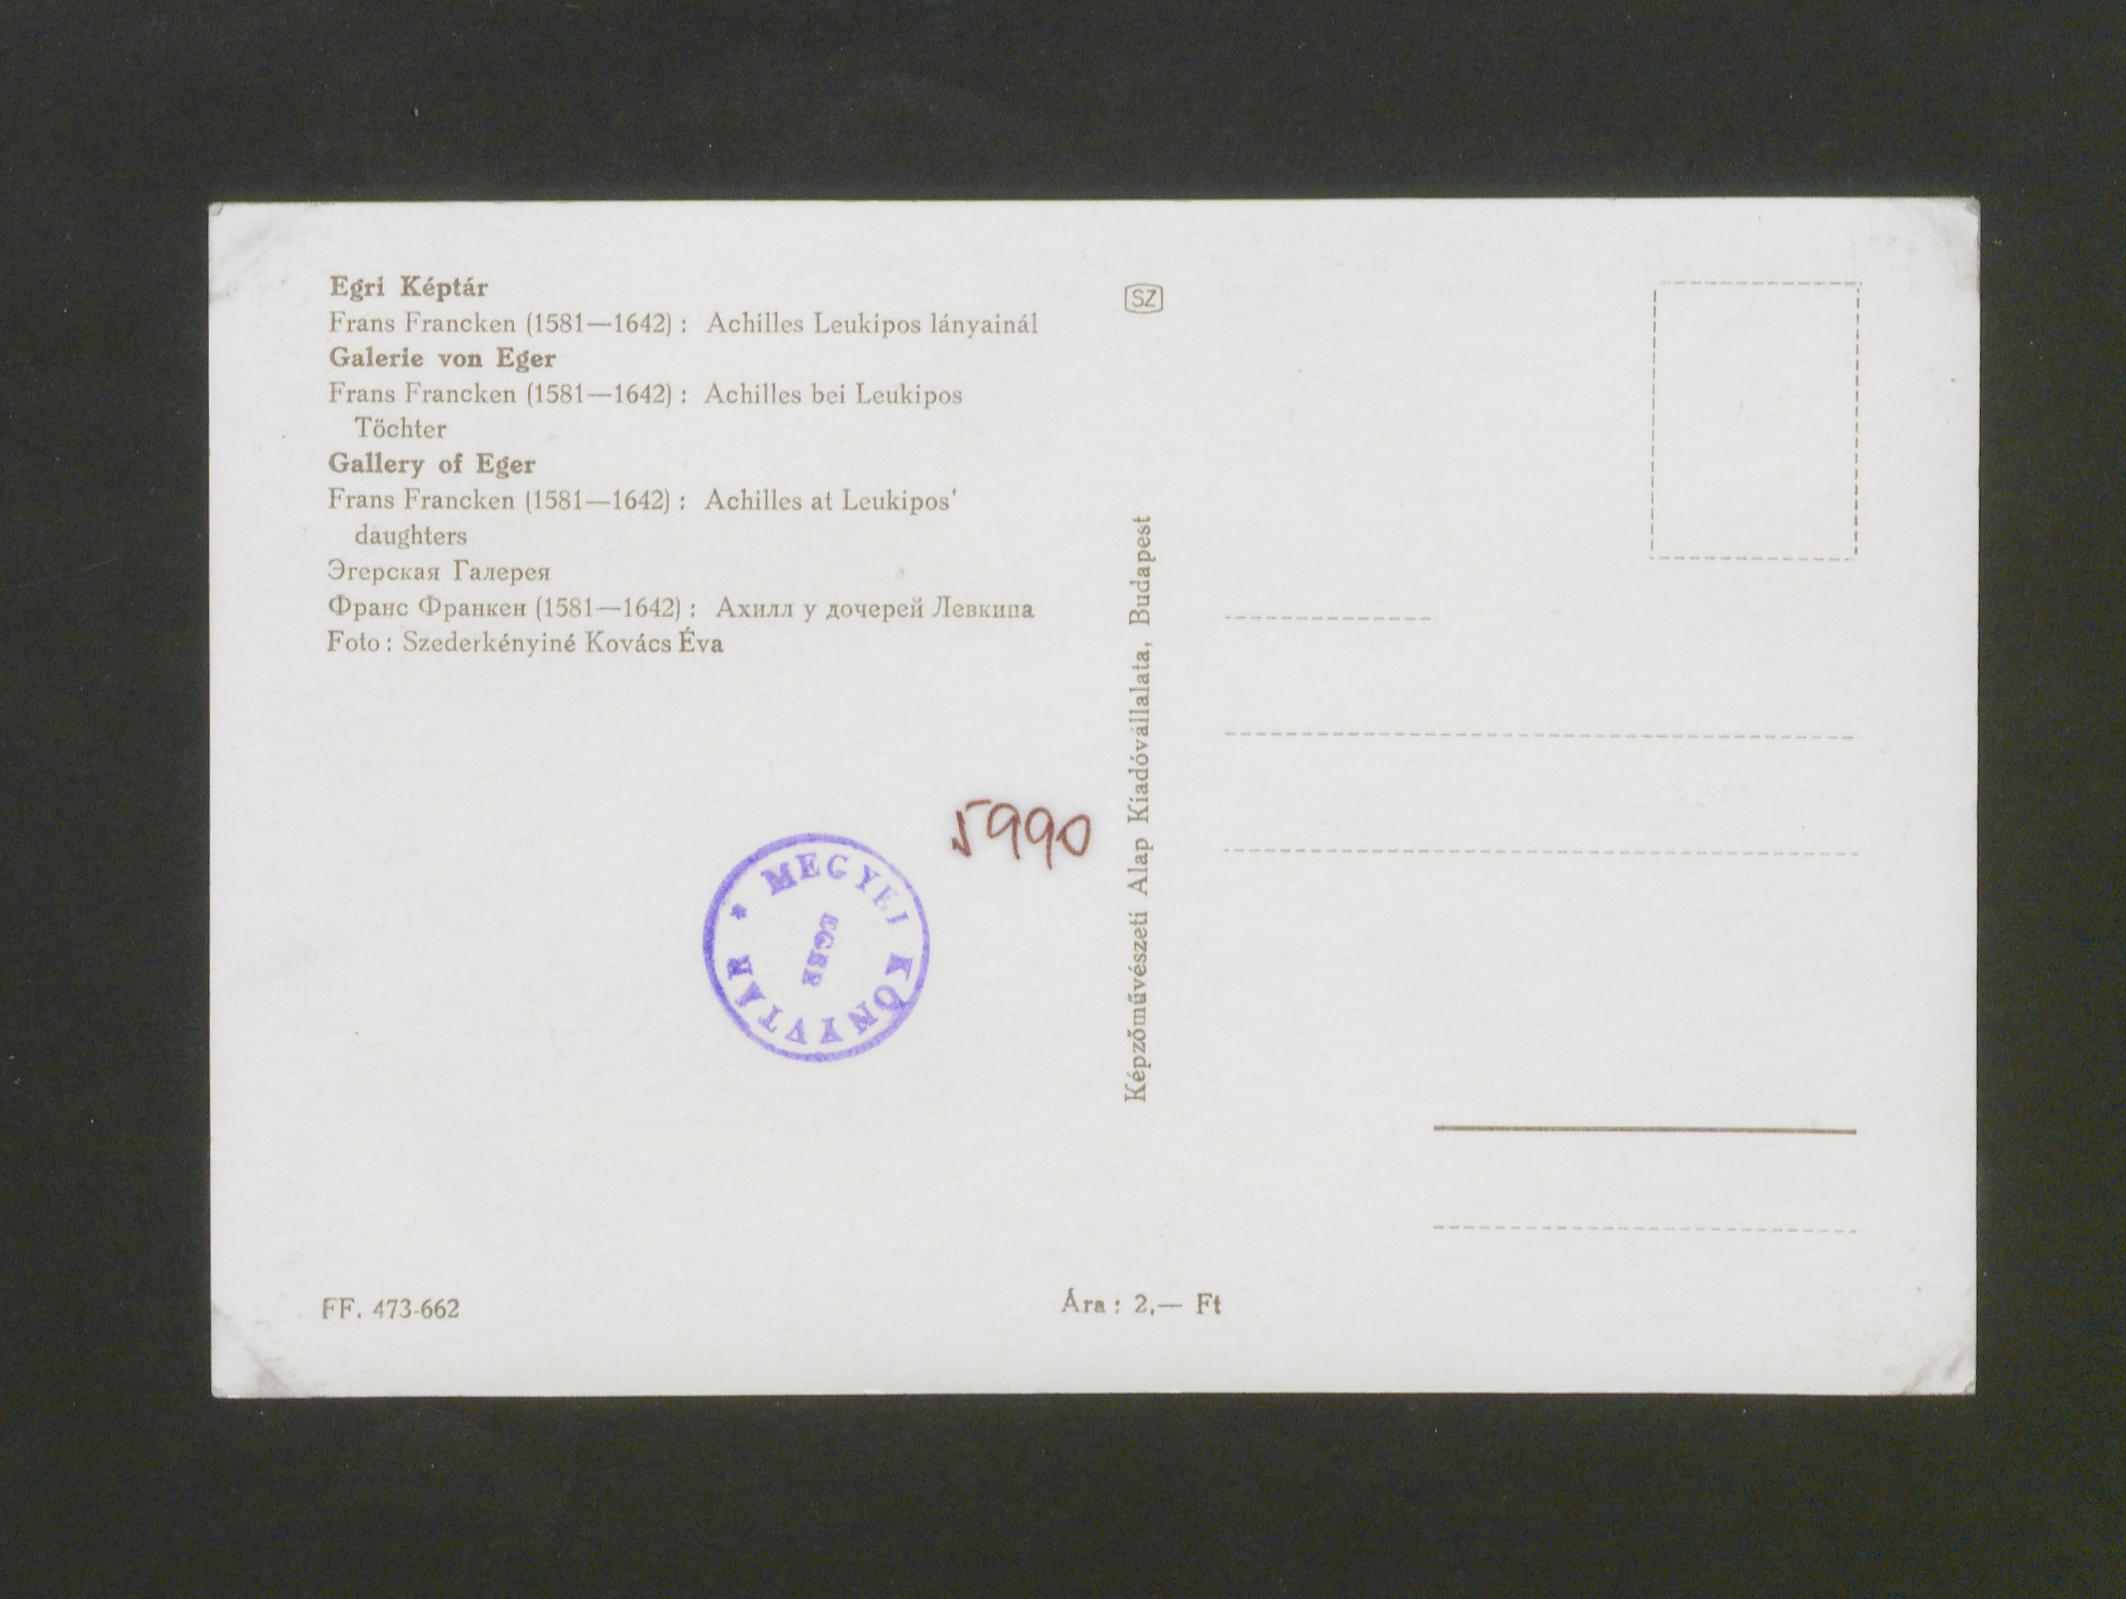 Egri Képtár
Frans Francken (1581—1642) : Achilles Leukipos lányainál
Galerie von Eger
Frans Francken (1581—1642) : Achilles bei Leukipos
Töchter
Gallery of Eger
Frans Francken (1581—1642) : Achilles at Leukipos'
daughters
Эгерская Галерея
Франс Франкен (1581—1642) : Ахилл у дочерей Левкипа
Foto : Szederkényiné Kovács Éva
5990
MEGYEI KÖNYVTÁR *
EGER
FF. 473-662
SZ
Képzőművészeti Alap Kiadóvállalata, Budapest
Ára : 2,— Ft